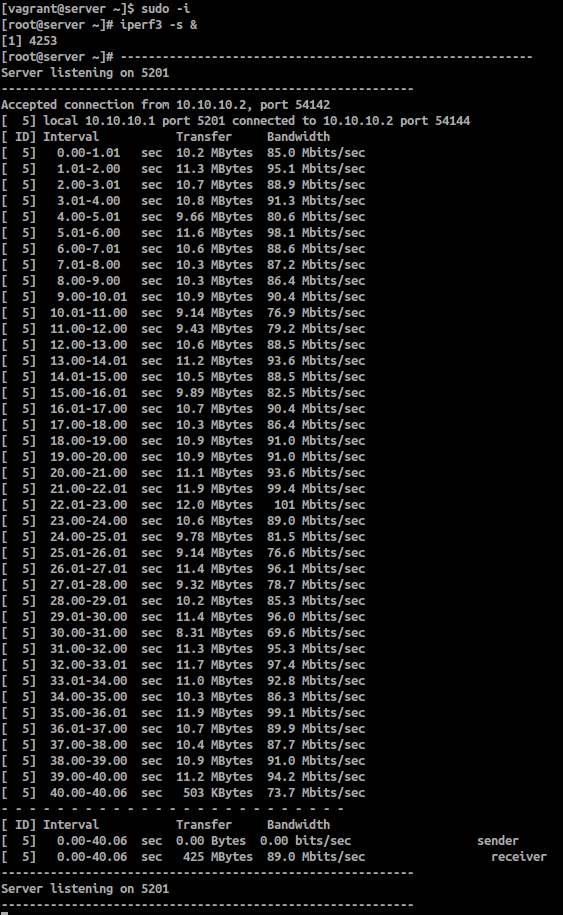 [vagrant@server ~]$ sudo -i
[root@server ~]# iperf3 -s &
[1] 4253
[root@server ~]# -----------------------------------------------------------
Server listening on 5201
-----------------------------------------------------------
Accepted connection from 10.10.10.2, port 54142
[  5] local 10.10.10.1 port 5201 connected to 10.10.10.2 port 54144
[ ID] Interval           Transfer     Bandwidth
[  5]   0.00-1.01   sec  10.2 MBytes  85.0 Mbits/sec
[  5]   1.01-2.00   sec  11.3 MBytes  95.1 Mbits/sec
[  5]   2.00-3.01   sec  10.7 MBytes  88.9 Mbits/sec
[  5]   3.01-4.00   sec  10.8 MBytes  91.3 Mbits/sec
[  5]   4.00-5.01   sec  9.66 MBytes  80.6 Mbits/sec
[  5]   5.01-6.00   sec  11.6 MBytes  98.1 Mbits/sec
[  5]   6.00-7.01   sec  10.6 MBytes  88.6 Mbits/sec
[  5]   7.01-8.00   sec  10.3 MBytes  87.2 Mbits/sec
[  5]   8.00-9.00   sec  10.3 MBytes  86.4 Mbits/sec
[  5]   9.00-10.01  sec  10.9 MBytes  90.4 Mbits/sec
[  5]  10.01-11.00  sec  9.14 MBytes  76.9 Mbits/sec
[  5]  11.00-12.00  sec  9.43 MBytes  79.2 Mbits/sec
[  5]  12.00-13.00  sec  10.6 MBytes  88.5 Mbits/sec
[  5]  13.00-14.01  sec  11.2 MBytes  93.6 Mbits/sec
[  5]  14.01-15.00  sec  10.5 MBytes  88.5 Mbits/sec
[  5]  15.00-16.01  sec  9.89 MBytes  82.5 Mbits/sec
[  5]  16.01-17.00  sec  10.7 MBytes  90.4 Mbits/sec
[  5]  17.00-18.00  sec  10.3 MBytes  86.4 Mbits/sec
[  5]  18.00-19.00  sec  10.9 MBytes  91.0 Mbits/sec
[  5]  19.00-20.00  sec  10.9 MBytes  91.0 Mbits/sec
[  5]  20.00-21.00  sec  11.1 MBytes  93.6 Mbits/sec
[  5]  21.00-22.01  sec  11.9 MBytes  99.4 Mbits/sec
[  5]  22.01-23.00  sec  12.0 MBytes   101 Mbits/sec
[  5]  23.00-24.00  sec  10.6 MBytes  89.0 Mbits/sec
[  5]  24.00-25.01  sec  9.78 MBytes  81.5 Mbits/sec
[  5]  25.01-26.01  sec  9.14 MBytes  76.6 Mbits/sec
[  5]  26.01-27.01  sec  11.4 MBytes  96.1 Mbits/sec
[  5]  27.01-28.00  sec  9.32 MBytes  78.7 Mbits/sec
[  5]  28.00-29.01  sec  10.2 MBytes  85.3 Mbits/sec
[  5]  29.01-30.00  sec  11.4 MBytes  96.0 Mbits/sec
[  5]  30.00-31.00  sec  8.31 MBytes  69.6 Mbits/sec
[  5]  31.00-32.00  sec  11.3 MBytes  95.3 Mbits/sec
[  5]  32.00-33.01  sec  11.7 MBytes  97.4 Mbits/sec
[  5]  33.01-34.00  sec  11.0 MBytes  92.8 Mbits/sec
[  5]  34.00-35.00  sec  10.3 MBytes  86.3 Mbits/sec
[  5]  35.00-36.01  sec  11.9 MBytes  99.1 Mbits/sec
[  5]  36.01-37.00  sec  10.7 MBytes  89.9 Mbits/sec
[  5]  37.00-38.00  sec  10.4 MBytes  87.7 Mbits/sec
[  5]  38.00-39.00  sec  10.9 MBytes  91.0 Mbits/sec
[  5]  39.00-40.00  sec  11.2 MBytes  94.2 Mbits/sec
[  5]  40.00-40.06  sec   503 KBytes  73.7 Mbits/sec
- - - - - - - - - - - - - - - - - - - - - - - - -
[ ID] Interval           Transfer     Bandwidth
[  5]   0.00-40.06  sec  0.00 Bytes  0.00 bits/sec                  sender
[  5]   0.00-40.06  sec   425 MBytes  89.0 Mbits/sec                  receiver
-----------------------------------------------------------
Server listening on 5201
-----------------------------------------------------------